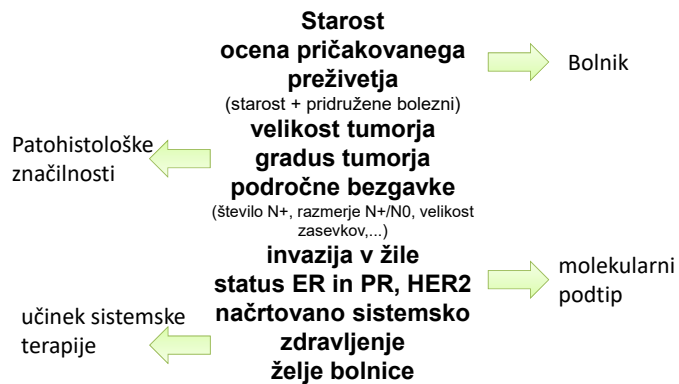 Starost
ocena pričakovanega
preživetja
(starost + pridružene bolezni)
Bolnik
velikost tumorja
gradus tumorja
področne bezgavke
(število N+, razmerje N+/N0, velikost
zasevkov,...)
Patohistološke
značilnosti
invazija v žile
status ER in PR, HER2
načrtovano sistemsko
zdravljenje
želje bolnice
molekularni
podtip
učinek sistemske
terapije